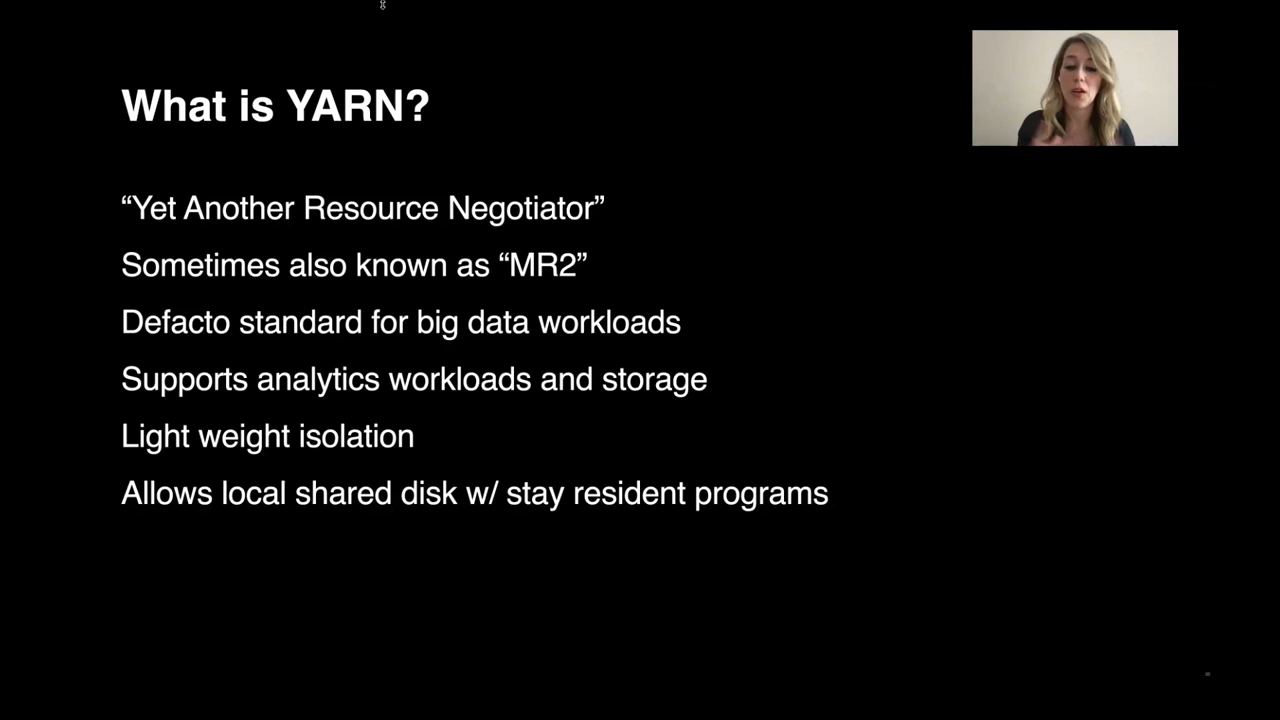 What is YARN?
“Yet Another Resource Negotiator”
Sometimes also known as “MR2”
Defacto standard for big data workloads
Supports analytics workloads and storage
Light weight isolation
Allows local shared disk w/ stay resident programs